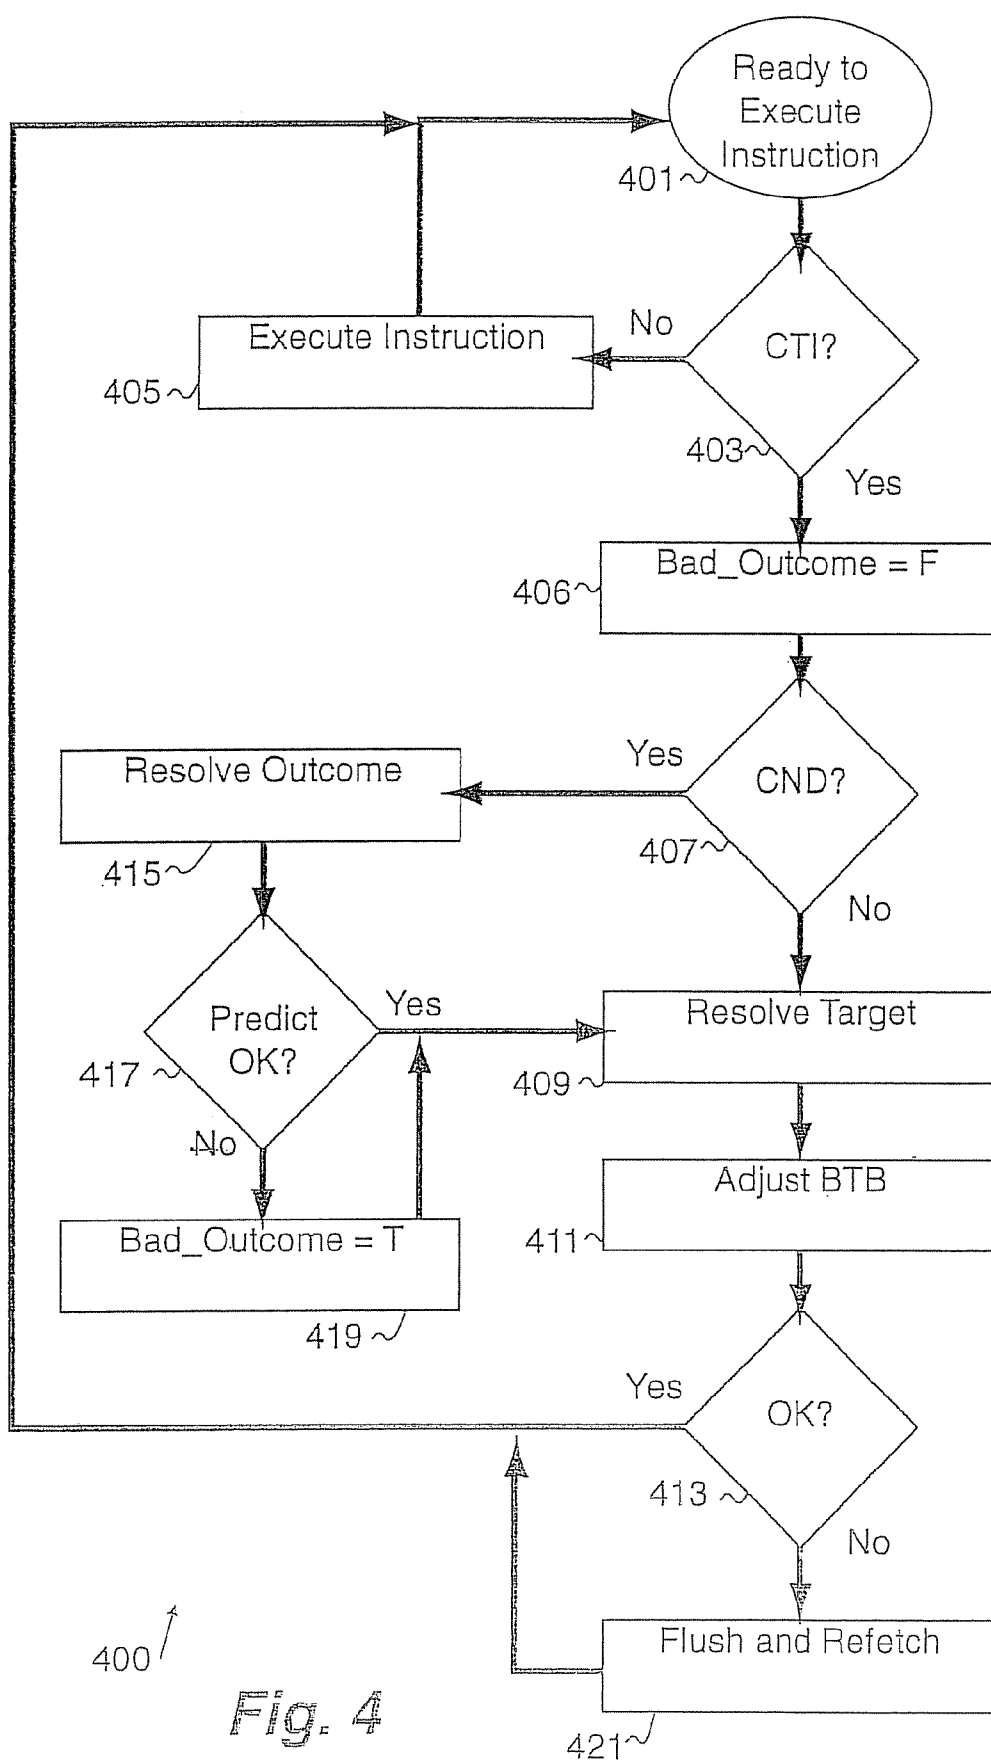 Ready to
Execute
Instruction
401
CTI?
No
Execute Instruction
405
403
Yes
Bad_Outcome = F
406
CND?
Yes
Resolve Outcome
407
415
No
Predict
OK?
Yes
Resolve Target
417
409
No
Adjust BTB
411
Bad_Outcome = T
419
OK?
Yes
413
No
Flush and Refetch
421
400
Fig. 4